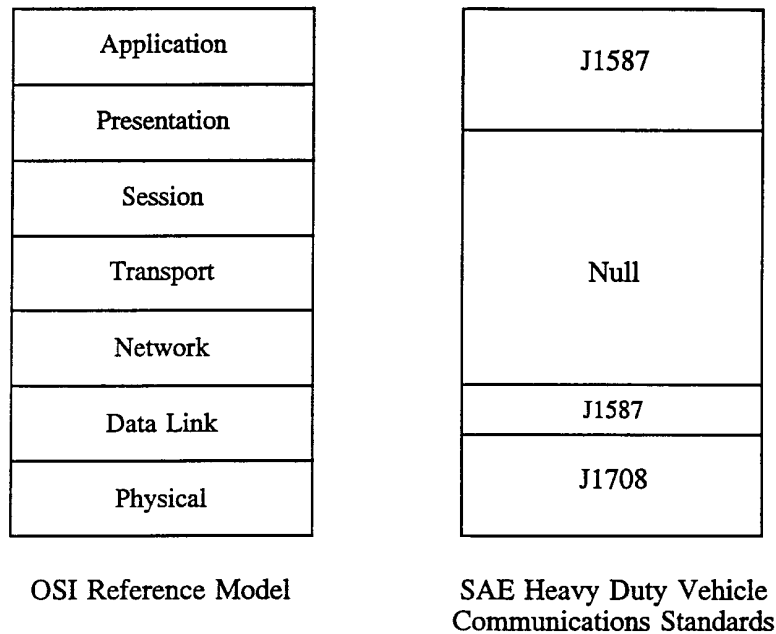 Application
Presentation
Session
Transport
Network
Data Link
Physical
OSI Reference Model
J1587
Null
J1587
J1708
SAE Heavy Duty Vehicle
Communications Standards